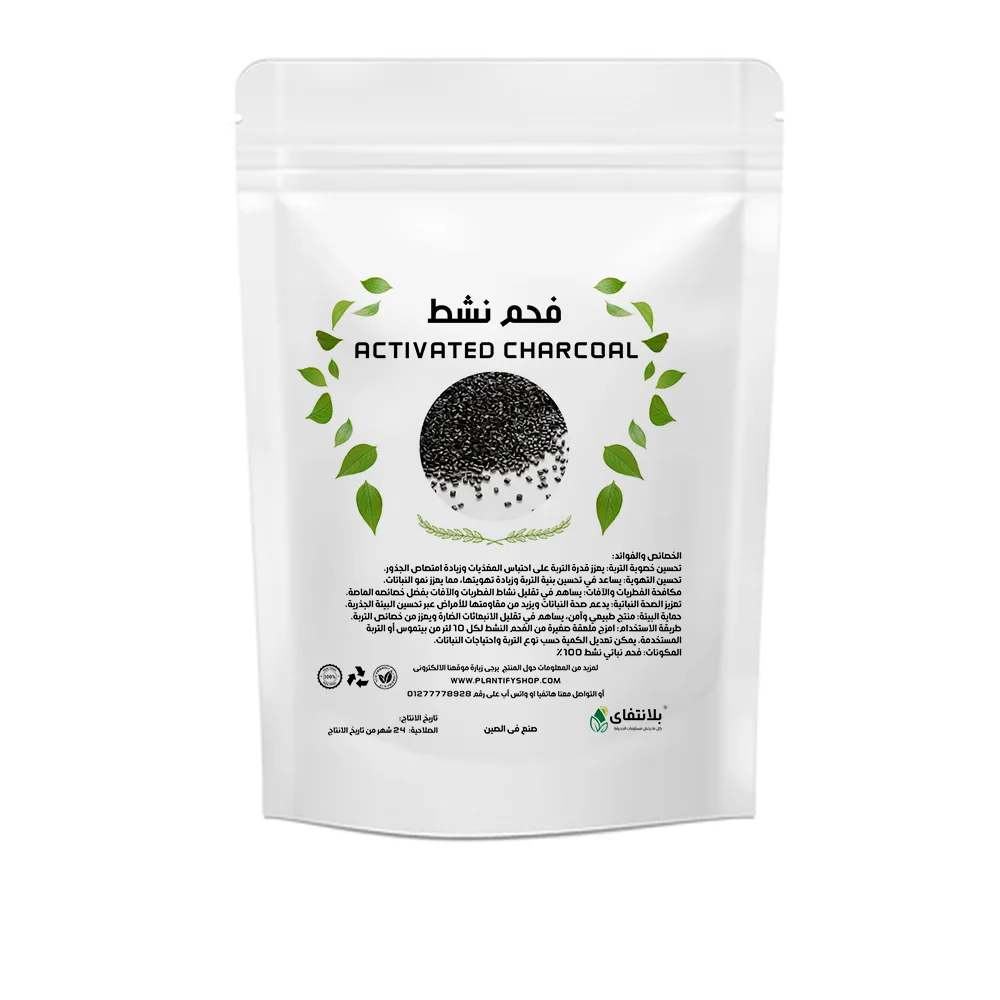 فحم نشط
ACTIVATED CHARCOAL
الخصائص والفوائد:
تحسين خصوبة التربة: يعزز قدرة التربة على احتباس المغذيات وزيادة امتصاص الجذور.
تحسين التهوية: يساعد في تحسين بنية التربة وزيادة تهويتها، مما يعزز نمو النباتات.
مكافحة الفطريات والآفات: يساهم في تقليل نشاط الفطريات والآفات بفضل خصائصه الماصة.
تعزيز الصحة النباتية: يدعم صحة النباتات ويزيد من مقاومتها للأمراض عبر تحسين البيئة الجذرية.
حماية البيئة: منتج طبيعي وآمن، يساهم في تقليل الانبعاثات الضارة ويعزز من خصائص التربة.
طريقة الاستخدام: امزج ملعقة صغيرة من الفحم النشط لكل 10 لتر من بيتموس أو التربة
المستخدمة، يمكن تعديل الكمية حسب نوع التربة واحتياجات النباتات.
المكونات: فحم نباتي نشط 100٪
لمزيد من المعلومات حول المنتج يرجى زيارة موقعنا الالكترونى
WWW.PLANTIFYSHOP.COM
أو التواصل معنا هاتفيا او واتس أب على رقم 01277778928
100%
بلانتفاى
®
كل ما يخص مستلزمات الحديقة
صنع فى الصين
تاريخ الانتاج:
الصلاحية: 24 شهر من تاريخ الانتاج